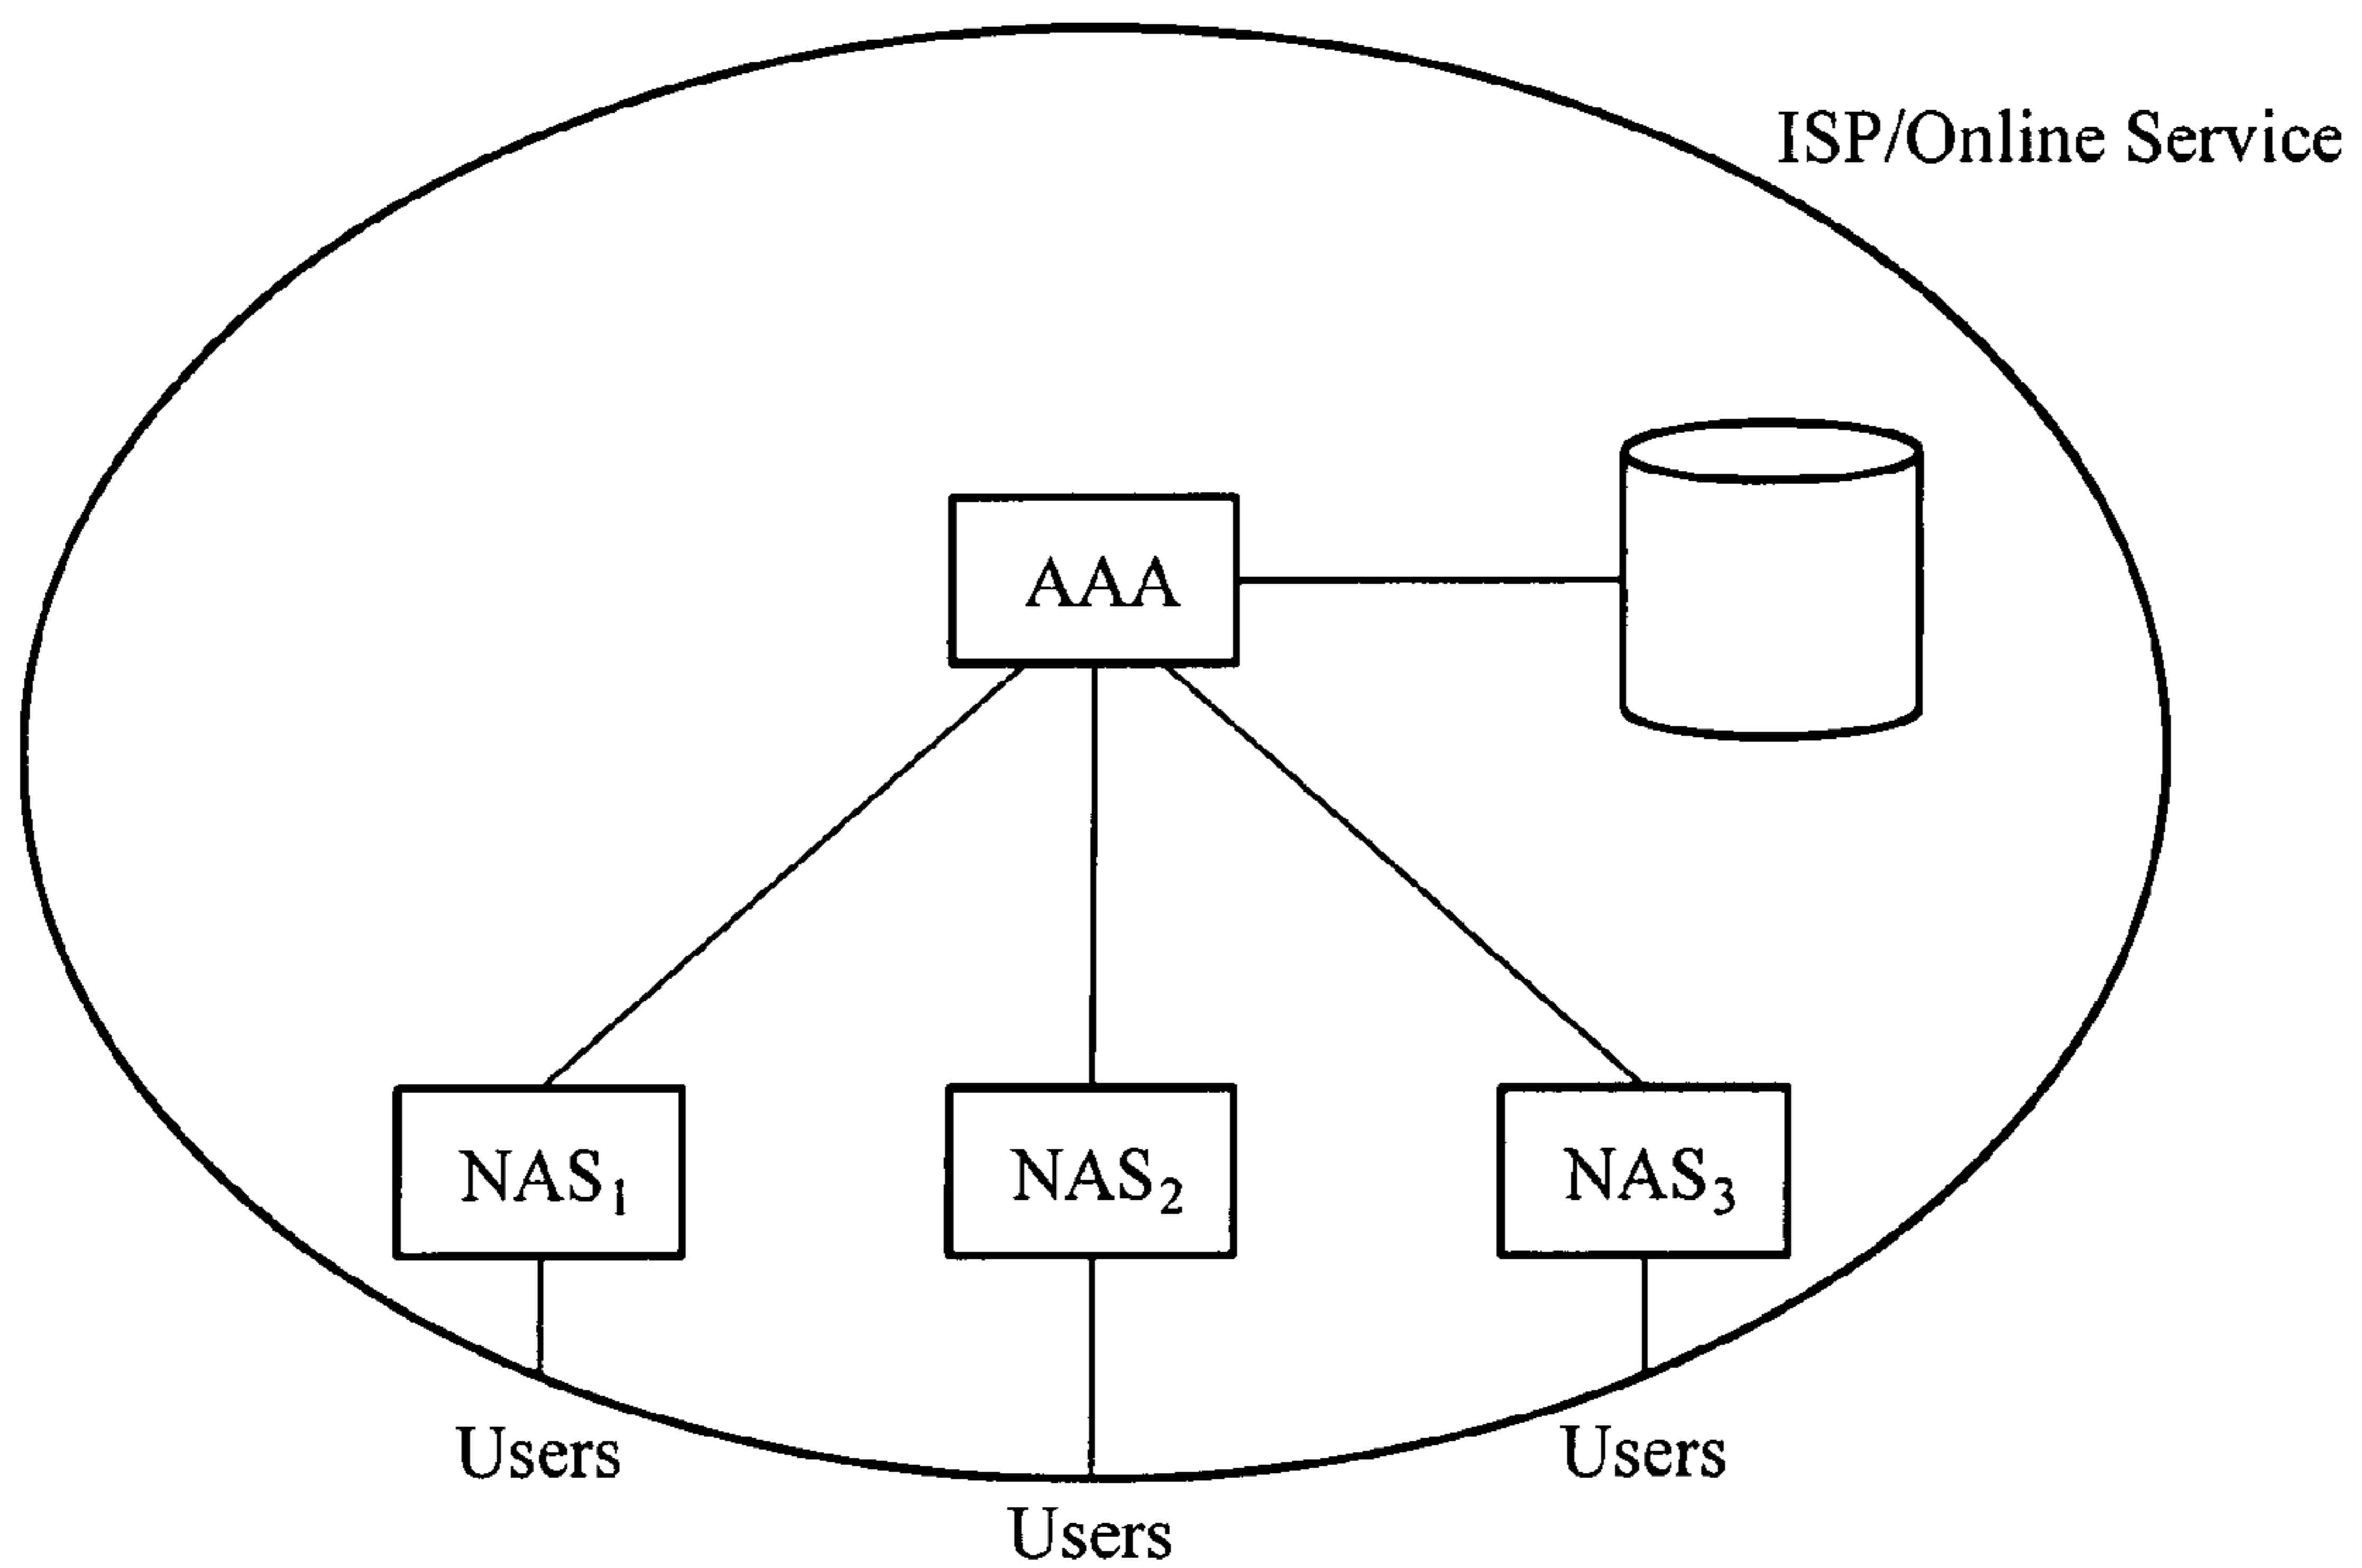 ISP/Online Service
AAA
NAS1
NAS2
NAS3
Users
Users
Users